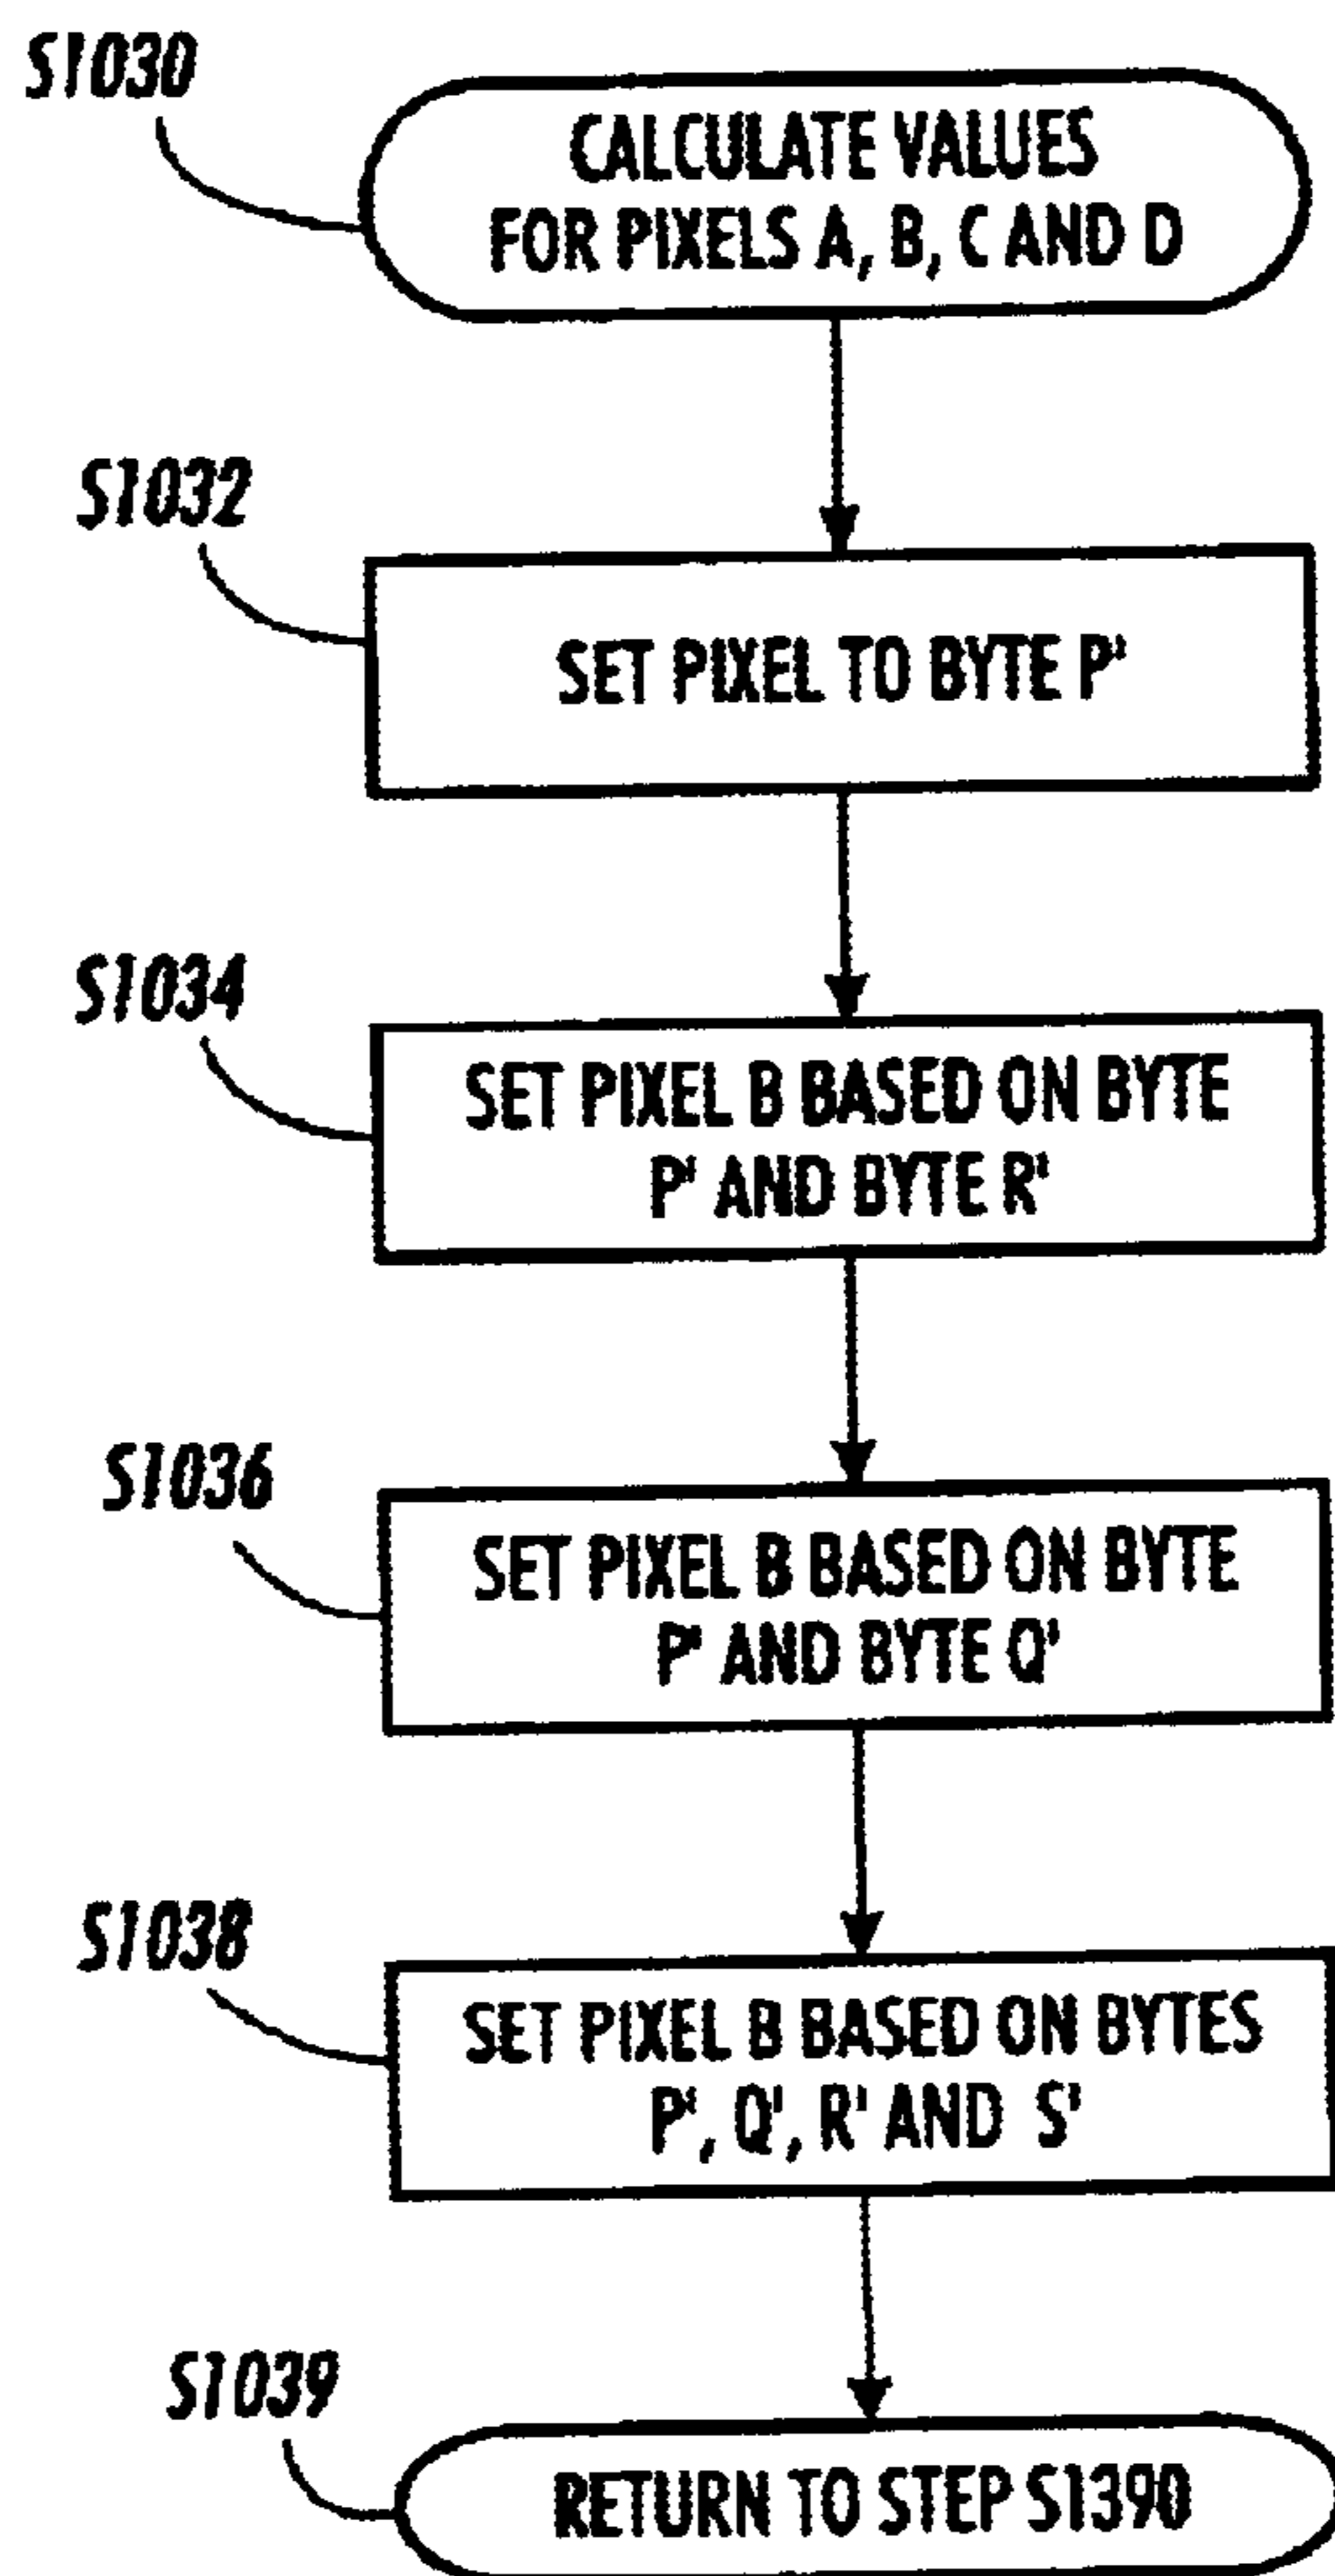 S1030
CALCULATE VALUES
FOR PIXELS A, B, C AND D
S1032
SET PIXEL TO BYTE P'
S1034
SET PIXEL B BASED ON BYTE
P' AND BYTE R'
S1036
SET PIXEL B BASED ON BYTE
P' AND BYTE Q'
S1038
SET PIXEL B BASED ON BYTES
P', Q', R' AND S'
S1039
RETURN TO STEP S1390